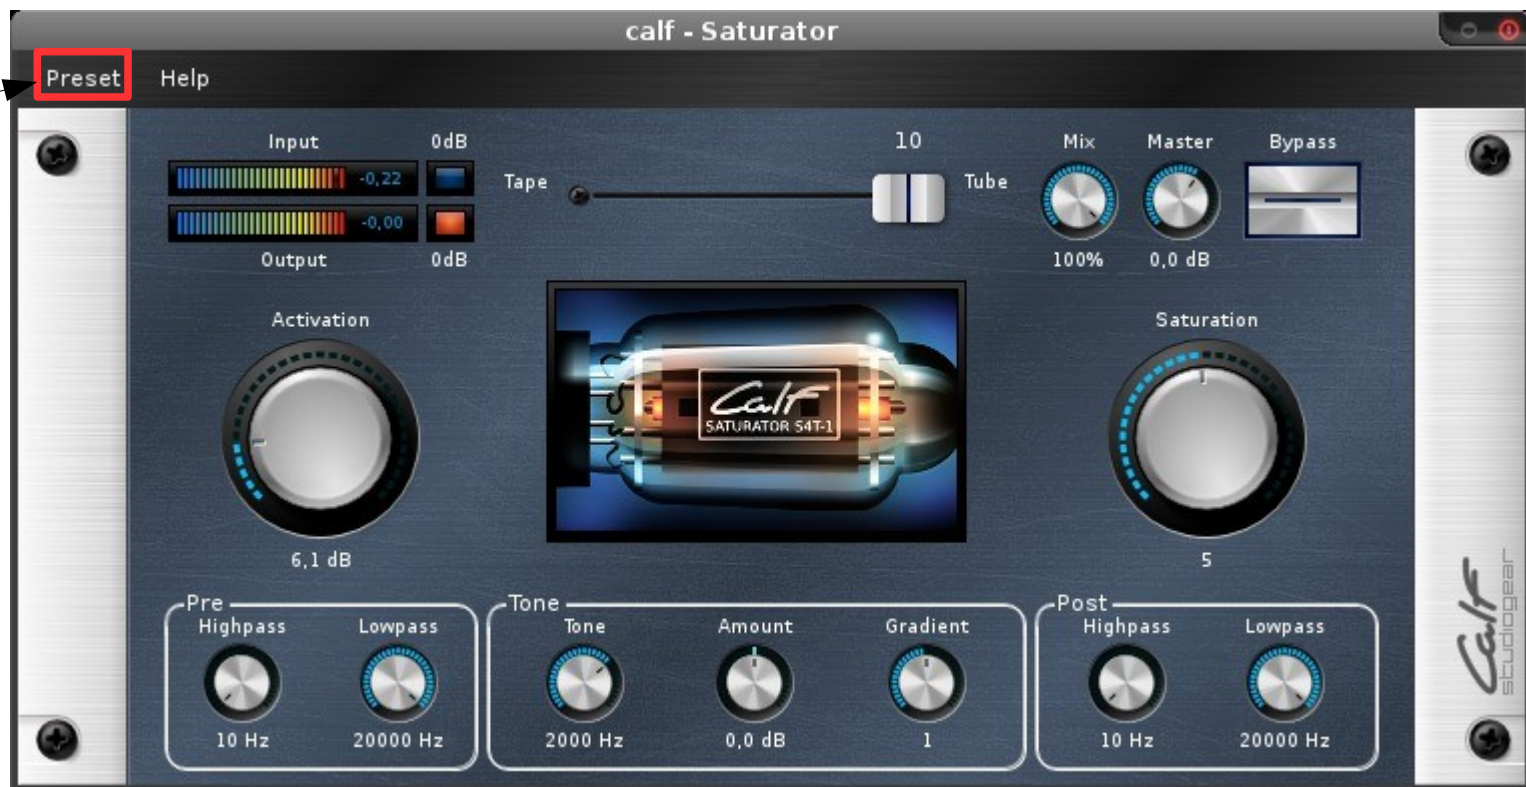 calf - Saturator
Preset Help
Input 0dB
-0,22
-0,00
Output 0dB
10
Tape Tube
Mix Master Bypass
100% 0,0 dB
Activation
6,1 dB
Calf
SATURATOR S4T-1
Saturation
5
Pre
Highpass Lowpass
10 Hz 20000 Hz
Tone
Tone Amount Gradient
2000 Hz 0,0 dB 1
Post
Highpass Lowpass
10 Hz 20000 Hz
Calf
studiogear